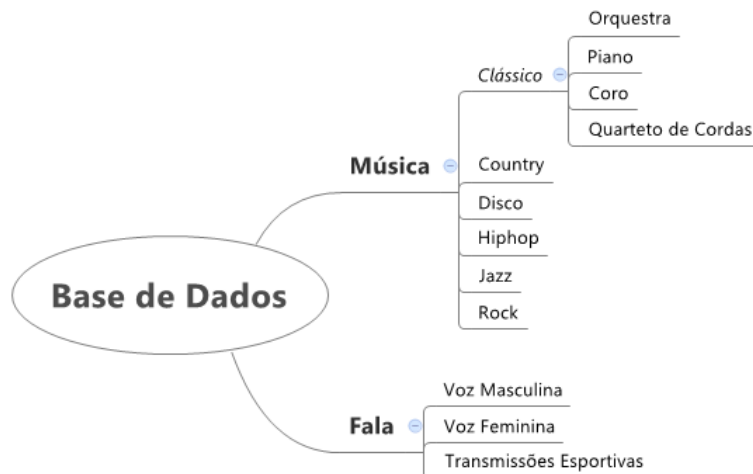 Base de Dados
Música
Clássico
Orquestra
Piano
Coro
Quarteto de Cordas
Country
Disco
Hiphop
Jazz
Rock
Fala
Voz Masculina
Voz Feminina
Transmissões Esportivas